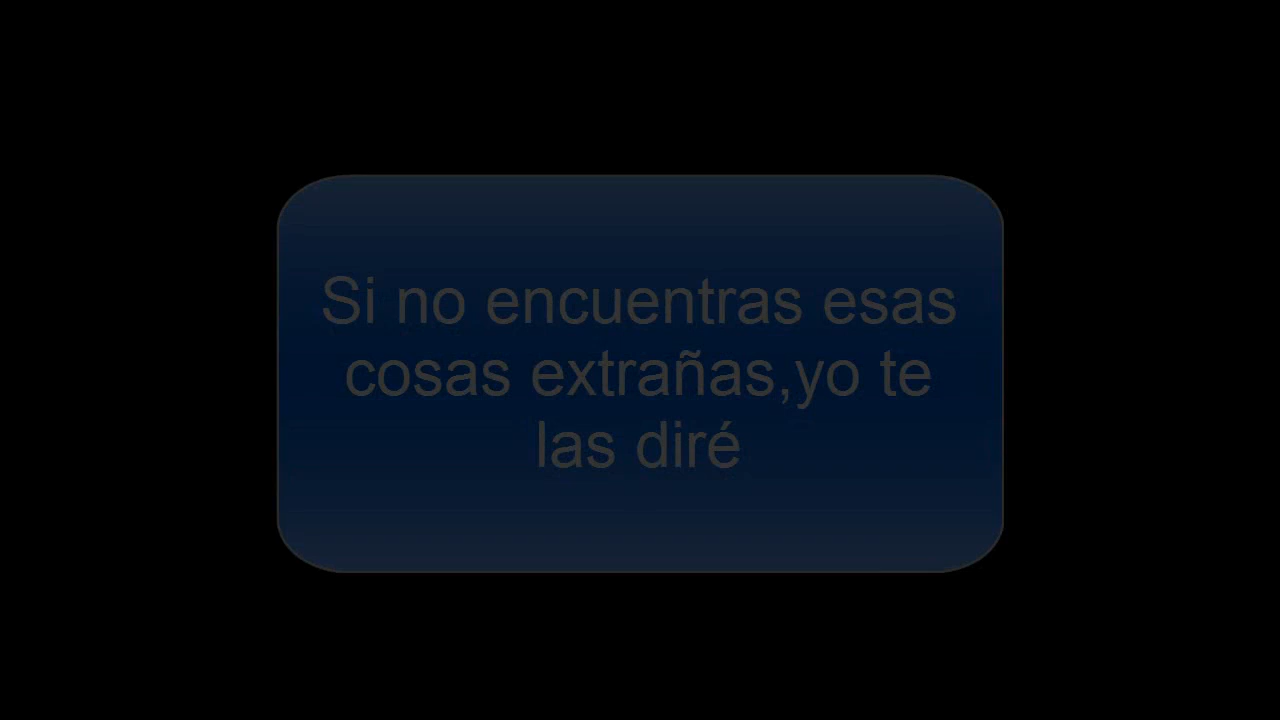 Si no encuentras esas
cosas extrañas,yo te
las diré